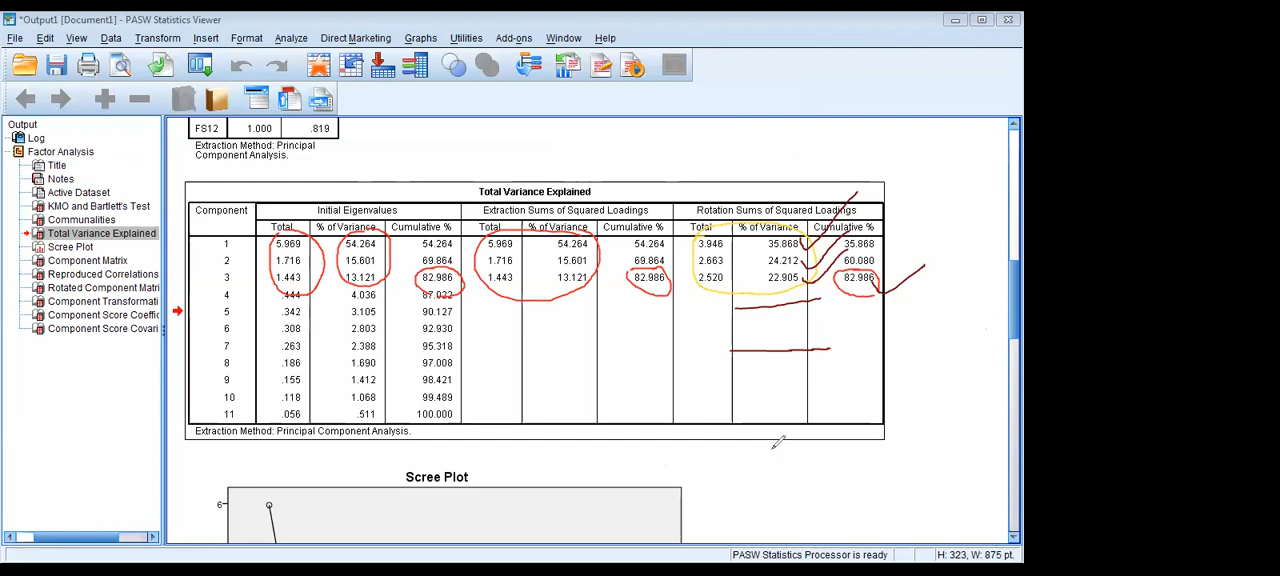 *Output1 [Document1] - PASW Statistics Viewer
File Edit View Data Transform Insert Format Analyze Direct Marketing Graphs Utilities Add-ons Window Help
Output
Log
Factor Analysis
Title
Notes
Active Dataset
KMO and Bartlett's Test
Communalities
Total Variance Explained
Scree Plot
Component Matrix
Reproduced Correlations
Rotated Component Matri
Component Transformati
Component Score Coeffic
Component Score Covari
FS12 1.000 .819
Extraction Method: Principal
Component Analysis.
Total Variance Explained
Component Initial Eigenvalues Extraction Sums of Squared Loadings Rotation Sums of Squared Loadings
Total % of Variance Cumulative % Total % of Variance Cumulative % Total % of Variance Cumulative %
1 5.969 54.264 54.264 5.969 54.264 54.264 3.946 35.868 35.868
2 1.716 15.601 69.864 1.716 15.601 69.864 2.663 24.212 60.080
3 1.443 13.121 82.986 1.443 13.121 82.986 2.520 22.905 82.986
4 .444 4.036 87.022
5 .342 3.105 90.127
6 .308 2.803 92.930
7 .263 2.388 95.318
8 .186 1.690 97.008
9 .155 1.412 98.421
10 .118 1.068 99.489
11 .056 .511 100.000
Extraction Method: Principal Component Analysis.
Scree Plot
6
PASW Statistics Processor is ready H: 323, W: 875 pt.